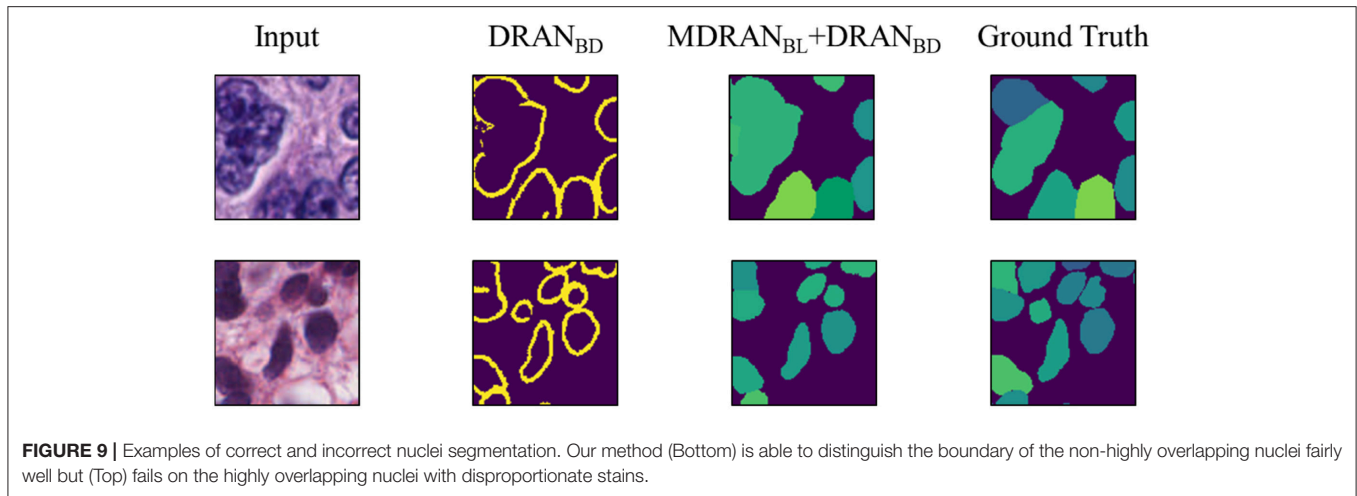 Input DRAN_BD MDRAN_BL+DRAN_BD Ground Truth
FIGURE 9 | Examples of correct and incorrect nuclei segmentation. Our method (Bottom) is able to distinguish the boundary of the non-highly overlapping nuclei fairly
well but (Top) fails on the highly overlapping nuclei with disproportionate stains.